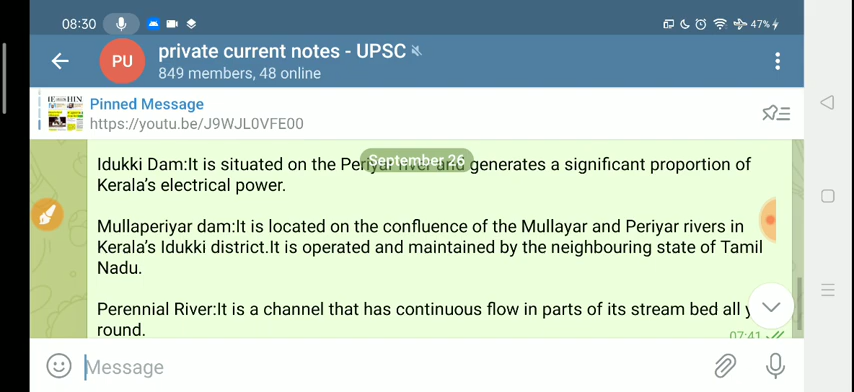 08:30
47%
PU
private current notes - UPSC
849 members, 48 online
Pinned Message
https://youtu.be/J9WJL0VFE00
September 26
Idukki Dam:It is situated on the Periyar river and generates a significant proportion of
Kerala’s electrical power.
Mullaperiyar dam:It is located on the confluence of the Mullayar and Periyar rivers in
Kerala’s Idukki district.It is operated and maintained by the neighbouring state of Tamil
Nadu.
Perennial River:It is a channel that has continuous flow in parts of its stream bed all
round.
07:41
Message